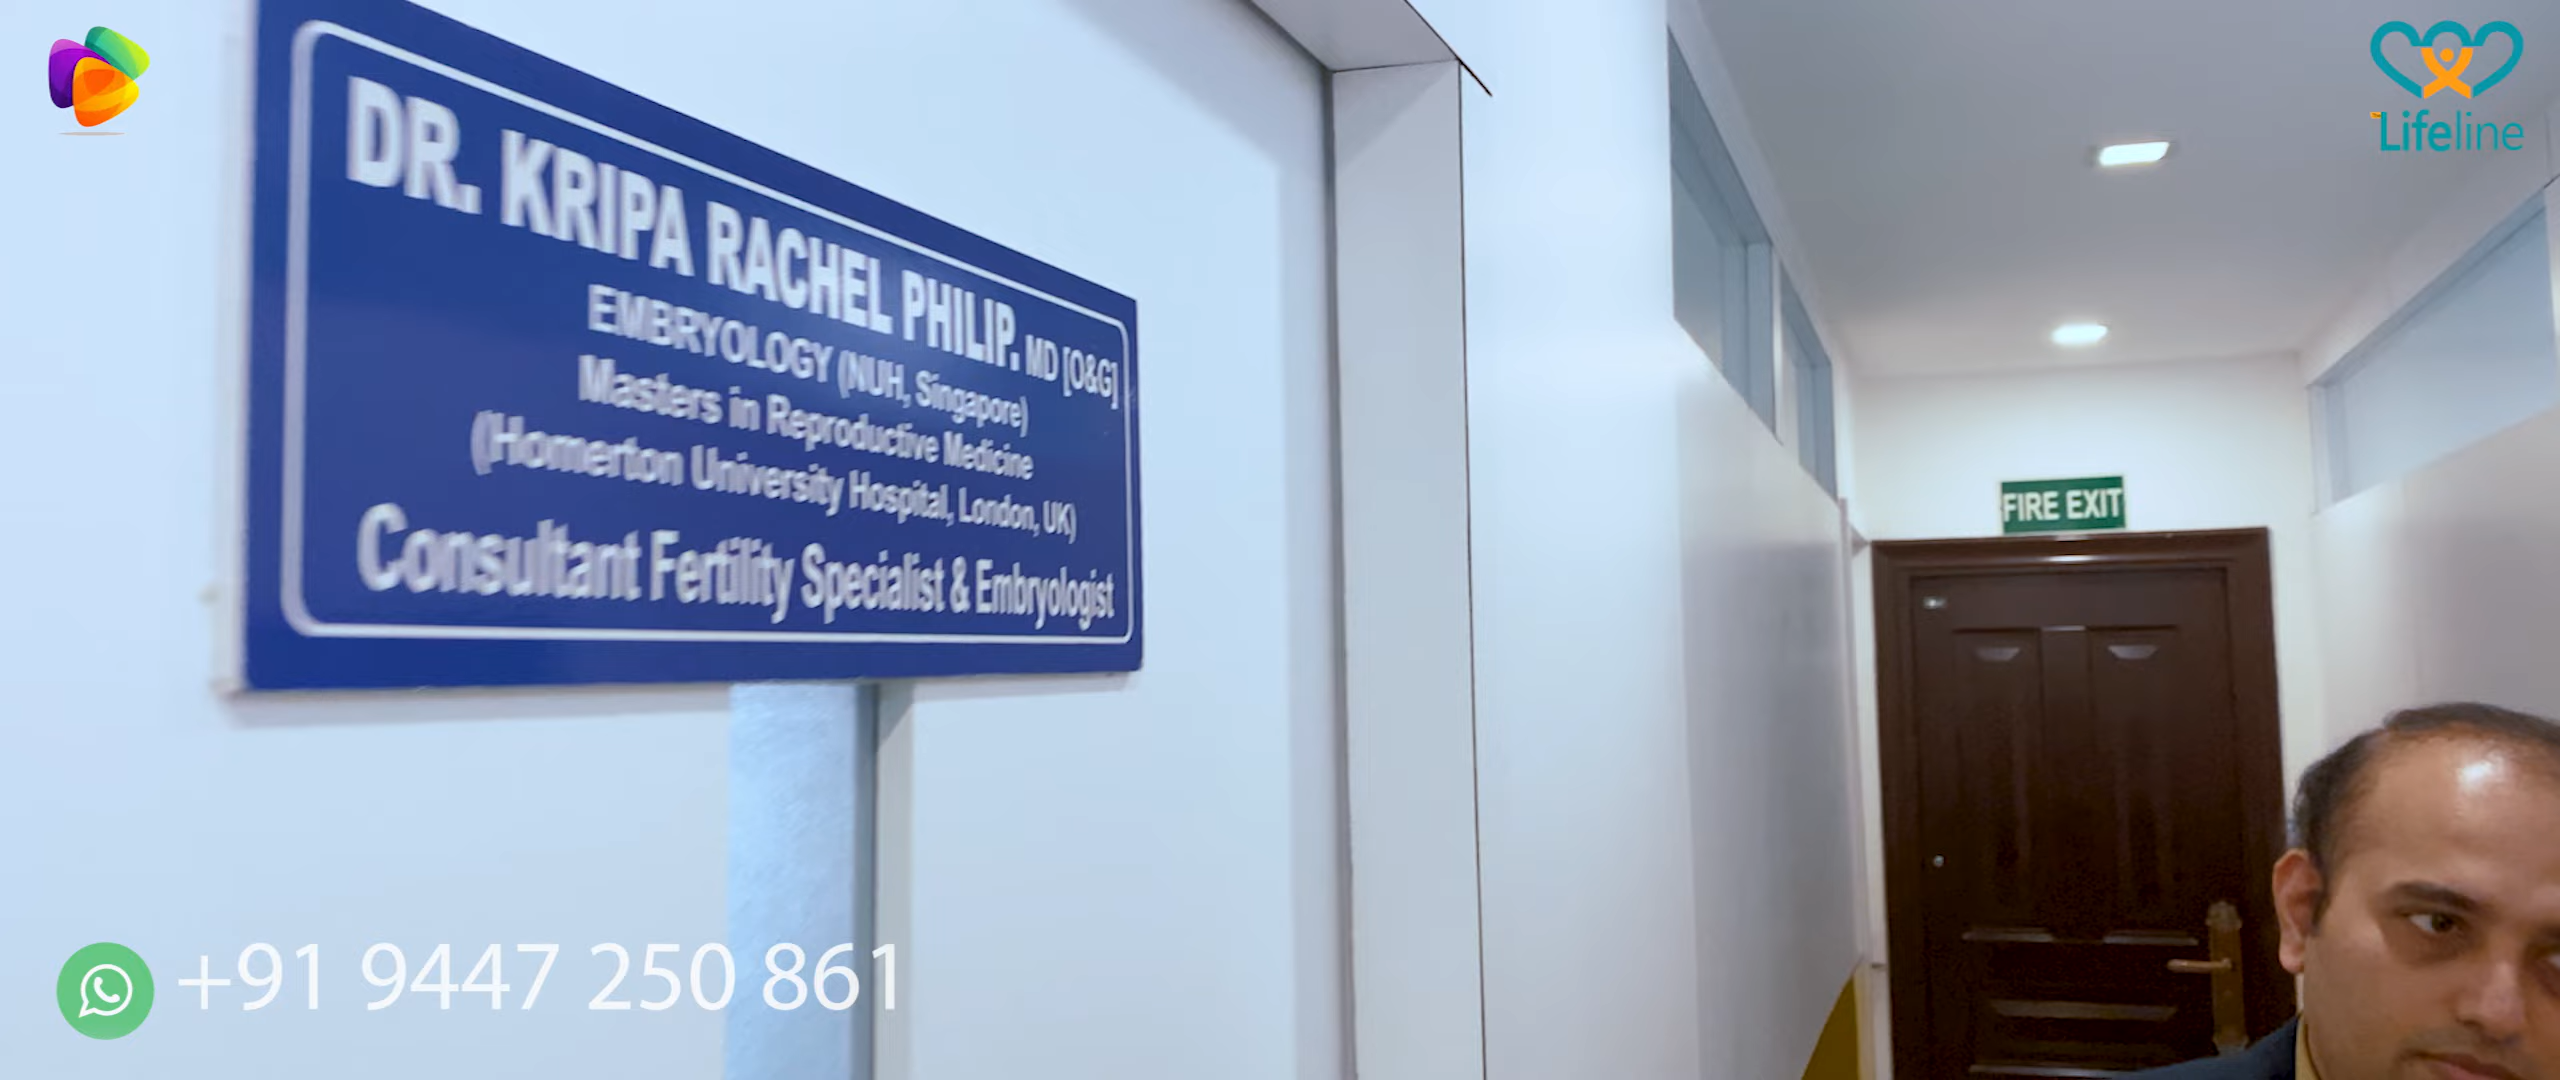 DR. KRIPA RACHEL PHILIP. MD [O&G]
EMBRYOLOGY (NUH, Singapore)
Masters in Reproductive Medicine
(Homerton University Hospital, London, UK)
Consultant Fertility Specialist & Embryologist
Lifeline
FIRE EXIT
+91 9447 250 861